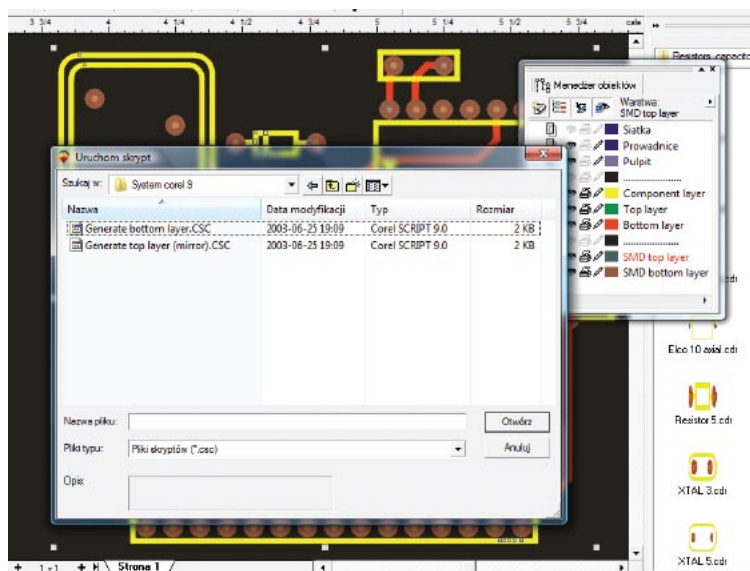 3 3/4 4 4 1/4 4 1/2 4 3/4 5 5 1/4 5 1/2 5 3/4 cale
Resistors, capacito
Menedżer obiektów
Warstwa:
SMD top layer
Siatka
Prowadnice
Pulpit
........................
Component layer
Top layer
Bottom layer
........................
SMD top layer
SMD bottom layer
Uruchom skrypt
Szukaj w: System corel 9
Nazwa Data modyfikacji Typ Rozmiar
Generate bottom layer.CSC 2003-06-25 19:09 Corel SCRIPT 9.0 2 KB
Generate top layer (mirror).CSC 2003-06-25 19:09 Corel SCRIPT 9.0 2 KB
Nazwa pliku: Otwórz
Pliki typu: Pliki skryptów (*.csc) Anuluj
Opis:
Elco 10 axial.cdr
Resistor 5.cdr
XTAL 3.cdr
XTAL 5.cdr
1 z 1 Strona 1